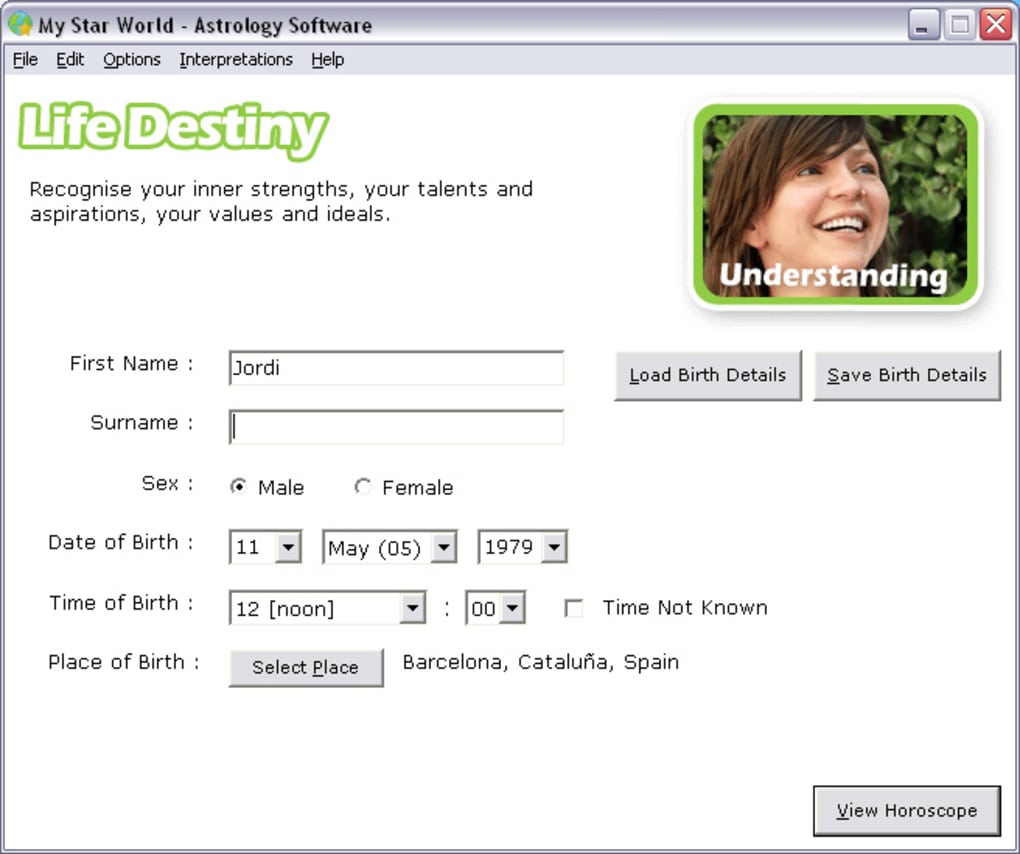 My Star World - Astrology Software
File Edit Options Interpretations Help
Life Destiny
Recognise your inner strengths, your talents and
aspirations, your values and ideals.
Understanding
First Name : Jordi Load Birth Details Save Birth Details
Surname :
Sex : Male Female
Date of Birth : 11 May (05) 1979
Time of Birth : 12 [noon] : 00 Time Not Known
Place of Birth : Select Place Barcelona, Cataluña, Spain
View Horoscope